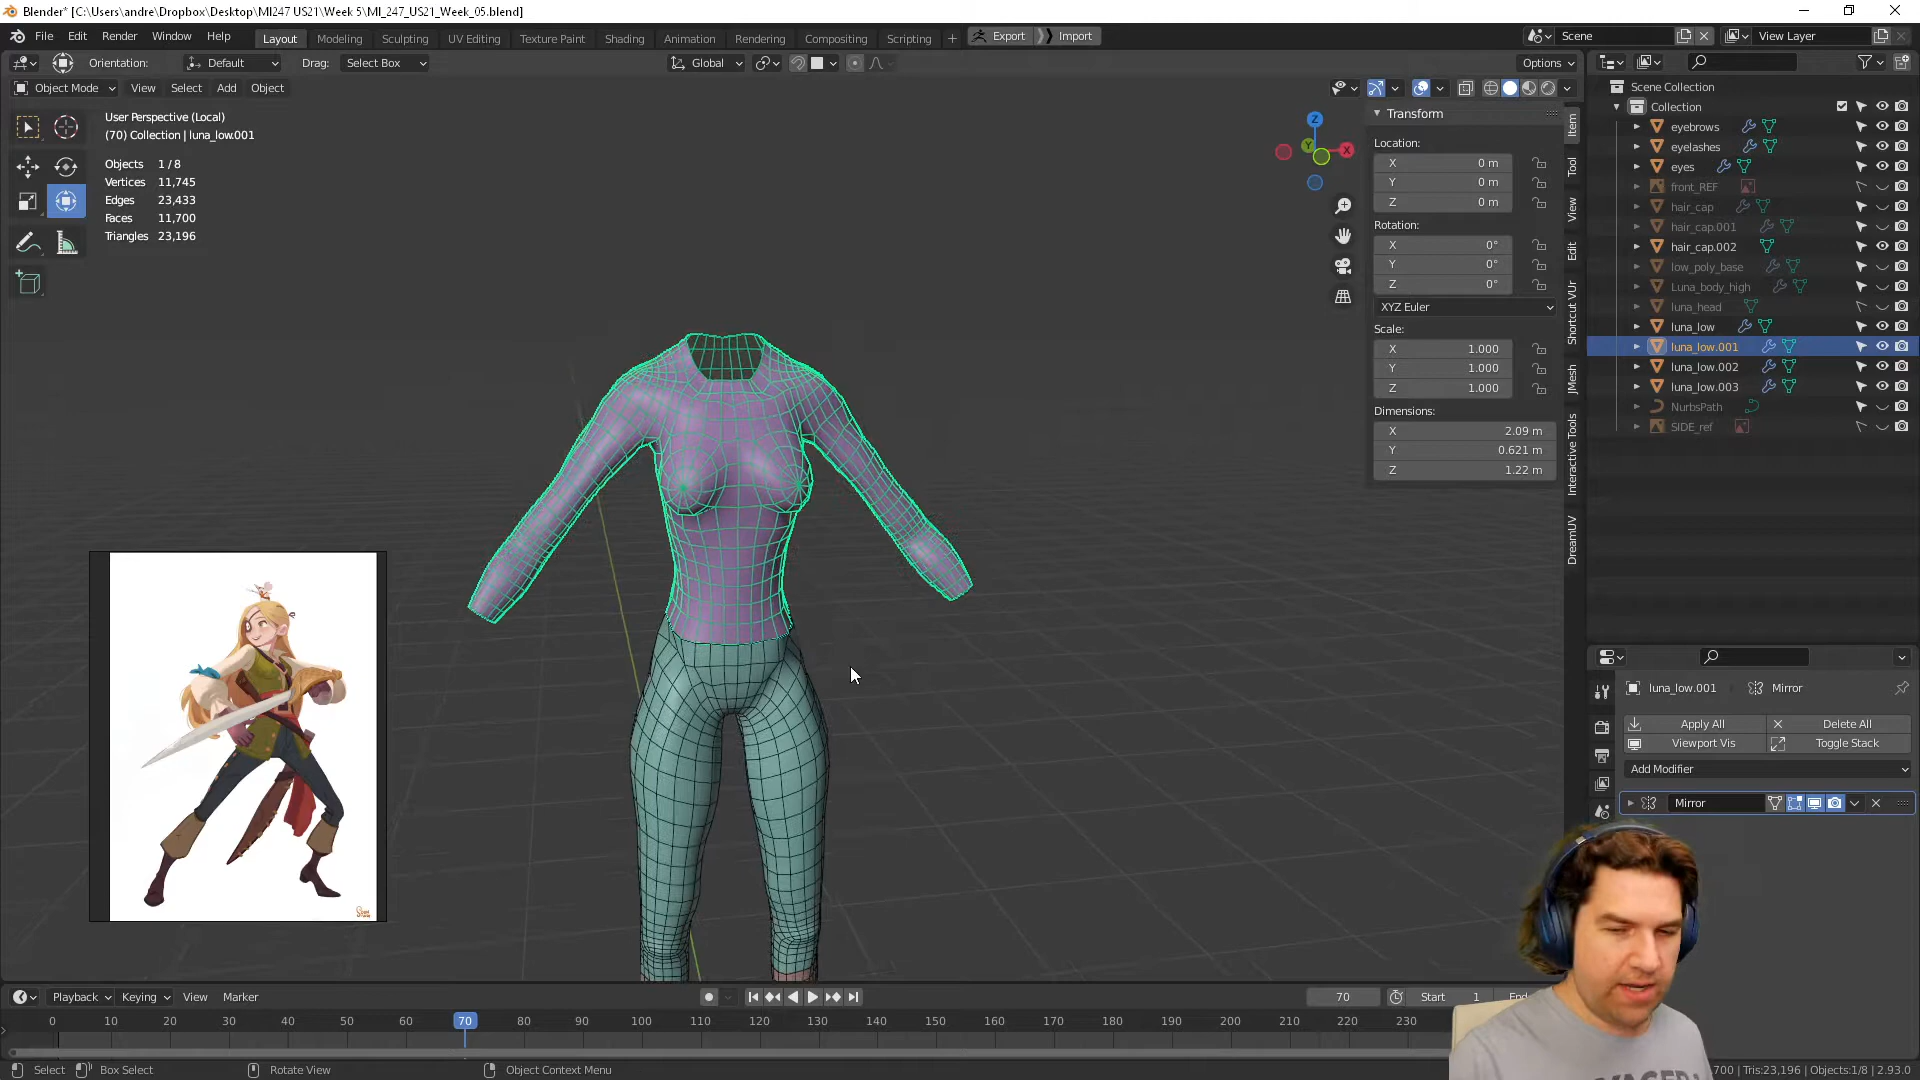 Blender* [C:\Users\andre\Dropbox\Desktop\MI247 US21\Week 5\MI_247_US21_Week_05.blend]
File Edit Render Window Help Layout Modeling Sculpting UV Editing Texture Paint Shading Animation Rendering Compositing Scripting + Export Import Scene View Layer
Orientation: Default Drag: Select Box Global Options
Object Mode View Select Add Object
User Perspective (Local)
(70) Collection | luna_low.001
Objects 1 / 8
Vertices 11,745
Edges 23,433
Faces 11,700
Triangles 23,196
Z
Y
X
Transform
Location:
X 0 m
Y 0 m
Z 0 m
Rotation:
X 0°
Y 0°
Z 0°
XYZ Euler
Scale:
X 1.000
Y 1.000
Z 1.000
Dimensions:
X 2.09 m
Y 0.621 m
Z 1.22 m
Item
Tool
View
Edit
Shortcut VUr
JMesh
Interactive Tools
DreamUV
Scene Collection
Collection
eyebrows
eyelashes
eyes
front_REF
hair_cap
hair_cap.001
hair_cap.002
low_poly_base
Luna_body_high
luna_head
luna_low
luna_low.001
luna_low.002
luna_low.003
NurbsPath
SIDE_ref
luna_low.001 Mirror
Apply All Delete All
Viewport Vis Toggle Stack
Add Modifier
Mirror
Playback Keying View Marker 70 Start 1 End
0 10 20 30 40 50 60 70 80 90 100 110 120 130 140 150 160 170 180 190 200 210 220 230
Select Box Select Rotate View Object Context Menu 700 | Tris:23,196 | Objects:1/8 | 2.93.0